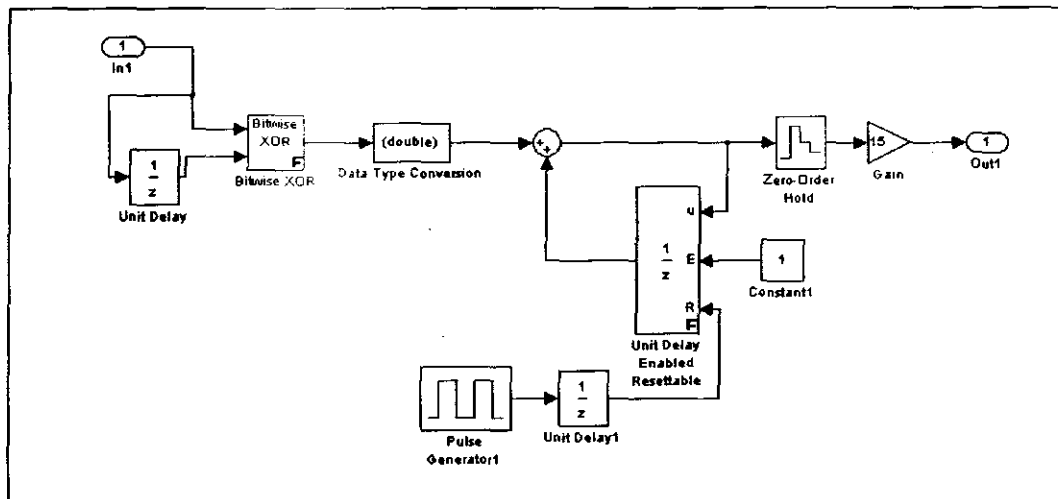 1
In1
Bitwise
XOR
F
Bitwise XOR
1
z
Unit Delay
(double)
Data Type Conversion
+
+
Zero-Order
Hold
15
Gain
1
Out1
u
1
z
E
R
F
Unit Delay
Enabled
Resettable
1
Constant1
Pulse
Generator1
1
z
Unit Delay1